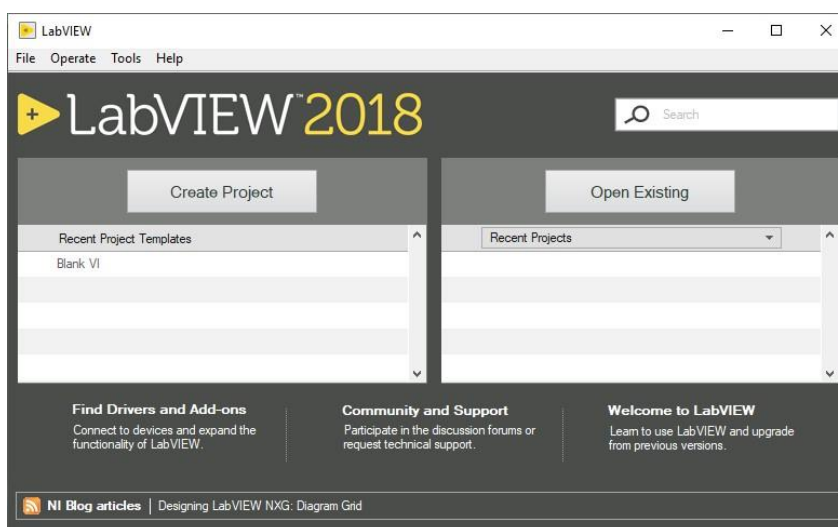 LabVIEW
File Operate Tools Help
LabVIEW™ 2018
Search
Create Project
Open Existing
Recent Project Templates
Recent Projects
Blank VI
Find Drivers and Add-ons
Connect to devices and expand the
functionality of LabVIEW.
Community and Support
Participate in the discussion forums or
request technical support.
Welcome to LabVIEW
Learn to use LabVIEW and upgrade
from previous versions.
NI Blog articles | Designing LabVIEW NXG: Diagram Grid